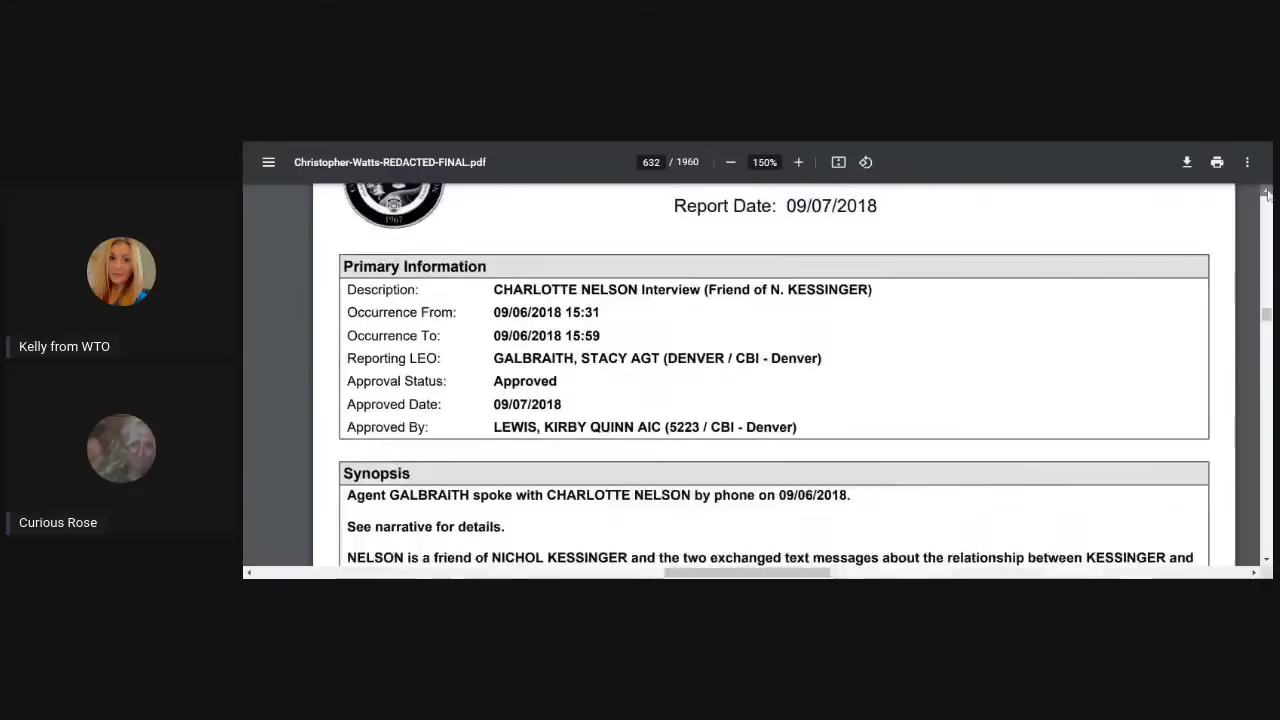 Christopher-Watts-REDACTED-FINAL.pdf
632 / 1960
150%
1967
Report Date: 09/07/2018
Primary Information
Description: CHARLOTTE NELSON Interview (Friend of N. KESSINGER)
Occurrence From: 09/06/2018 15:31
Occurrence To: 09/06/2018 15:59
Reporting LEO: GALBRAITH, STACY AGT (DENVER / CBI - Denver)
Approval Status: Approved
Approved Date: 09/07/2018
Approved By: LEWIS, KIRBY QUINN AIC (5223 / CBI - Denver)
Synopsis
Agent GALBRAITH spoke with CHARLOTTE NELSON by phone on 09/06/2018.
See narrative for details.
NELSON is a friend of NICHOL KESSINGER and the two exchanged text messages about the relationship between KESSINGER and
Kelly from WTO
Curious Rose